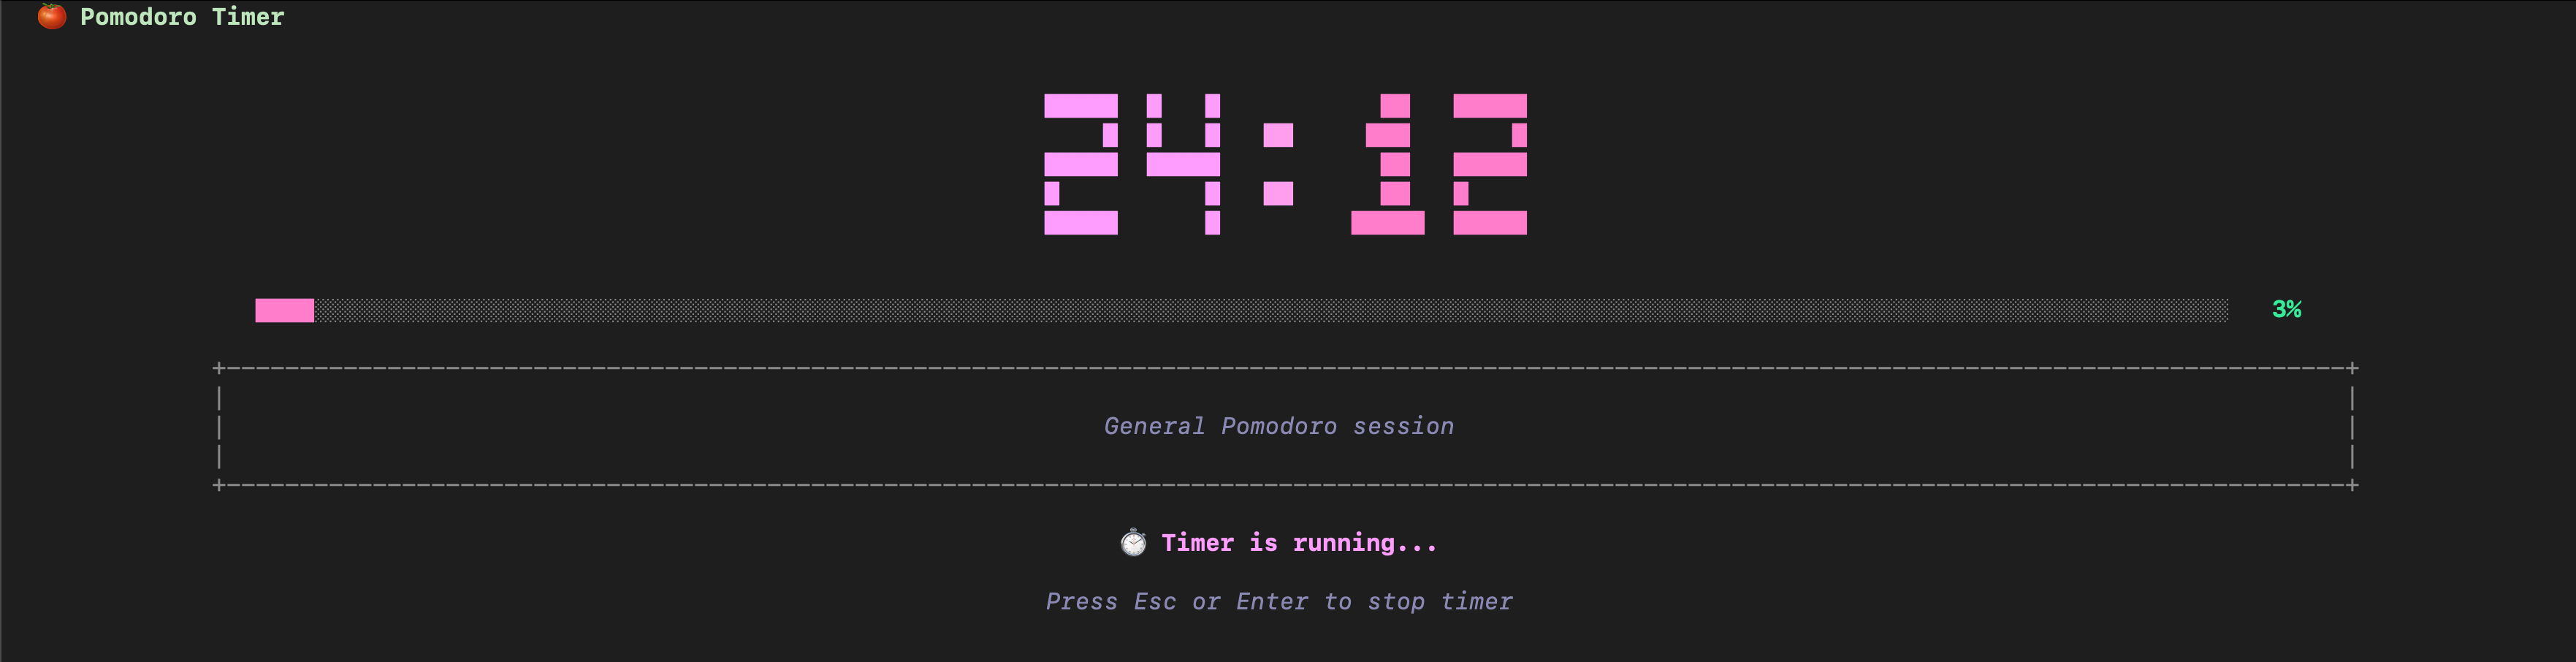 🍅 Pomodoro Timer
24:12
3%
General Pomodoro session
⏱ Timer is running...
Press Esc or Enter to stop timer